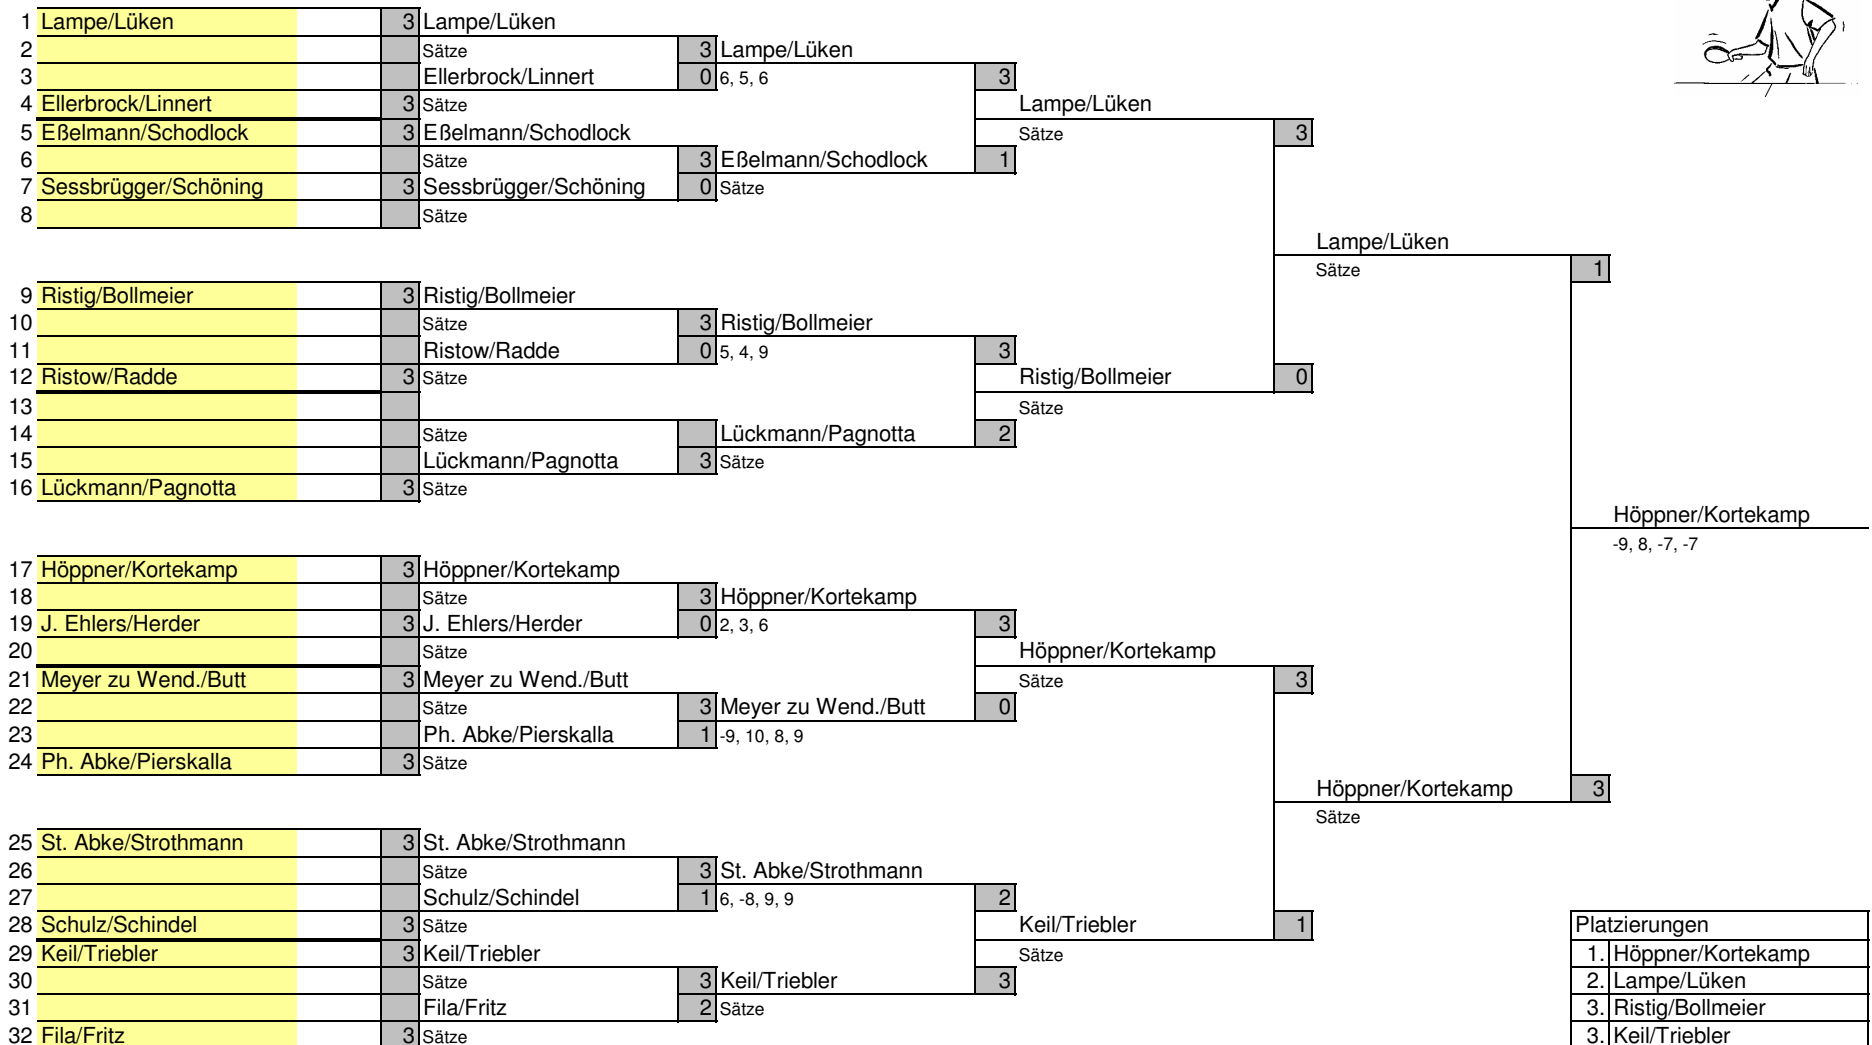 1 Lampe/Lüken 3 Lampe/Lüken
2 Sätze 3 Lampe/Lüken
3 Ellerbrock/Linnert 0 6, 5, 6 3
4 Ellerbrock/Linnert 3 Sätze Lampe/Lüken
5 Eßelmann/Schodlock 3 Eßelmann/Schodlock Sätze 3
6 Sätze 3 Eßelmann/Schodlock 1
7 Sessbrügger/Schöning 3 Sessbrügger/Schöning 0 Sätze
8 Sätze
Lampe/Lüken
Sätze 1
9 Ristig/Bollmeier 3 Ristig/Bollmeier
10 Sätze 3 Ristig/Bollmeier
11 Ristow/Radde 0 5, 4, 9 3
12 Ristow/Radde 3 Sätze Ristig/Bollmeier 0
13 Sätze
14 Sätze Lückmann/Pagnotta 2
15 Lückmann/Pagnotta 3 Sätze
16 Lückmann/Pagnotta 3 Sätze
Höppner/Kortekamp
-9, 8, -7, -7
17 Höppner/Kortekamp 3 Höppner/Kortekamp
18 Sätze 3 Höppner/Kortekamp
19 J. Ehlers/Herder 3 J. Ehlers/Herder 0 2, 3, 6 3
20 Sätze Höppner/Kortekamp
21 Meyer zu Wend./Butt 3 Meyer zu Wend./Butt Sätze 3
22 Sätze 3 Meyer zu Wend./Butt 0
23 Ph. Abke/Pierskalla 1 -9, 10, 8, 9
24 Ph. Abke/Pierskalla 3 Sätze
Höppner/Kortekamp 3
Sätze
25 St. Abke/Strothmann 3 St. Abke/Strothmann
26 Sätze 3 St. Abke/Strothmann
27 Schulz/Schindel 1 6, -8, 9, 9 2
28 Schulz/Schindel 3 Sätze Keil/Triebler 1 Platzierungen
29 Keil/Triebler 3 Keil/Triebler Sätze 1. Höppner/Kortekamp
30 Sätze 3 Keil/Triebler 3 2. Lampe/Lüken
31 Fila/Fritz 2 Sätze 3. Ristig/Bollmeier
32 Fila/Fritz 3 Sätze 3. Keil/Triebler